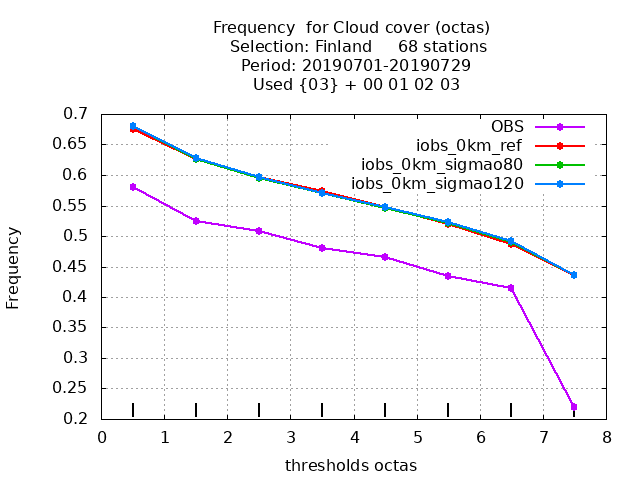 Frequency  for Cloud cover (octas)
Selection: Finland     68 stations
Period: 20190701-20190729
Used {03} + 00 01 02 03
OBS
iobs_0km_ref
iobs_0km_sigmao80
iobs_0km_sigmao120
Frequency
0.7
0.65
0.6
0.55
0.5
0.45
0.4
0.35
0.3
0.25
0.2
0 1 2 3 4 5 6 7 8
thresholds octas